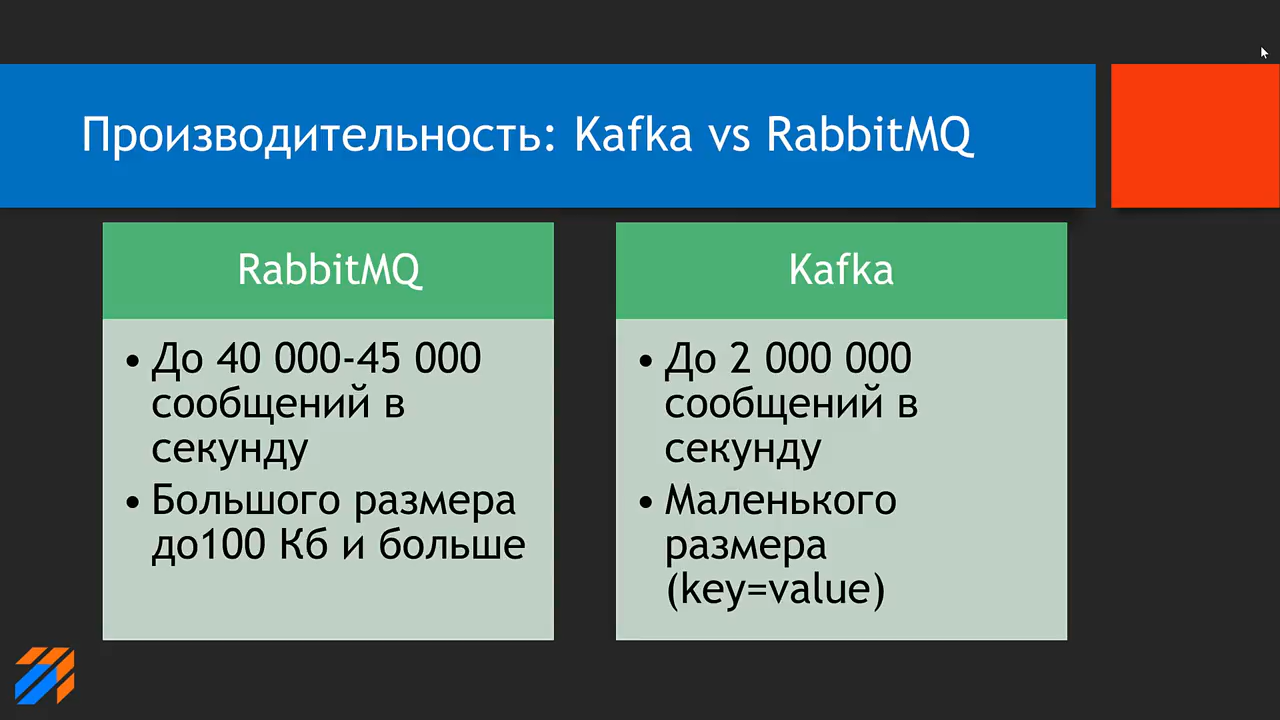 Производительность: Kafka vs RabbitMQ
RabbitMQ
• До 40 000-45 000
сообщений в
секунду
• Большого размера
до100 Кб и больше
Kafka
• До 2 000 000
сообщений в
секунду
• Маленького
размера
(key=value)